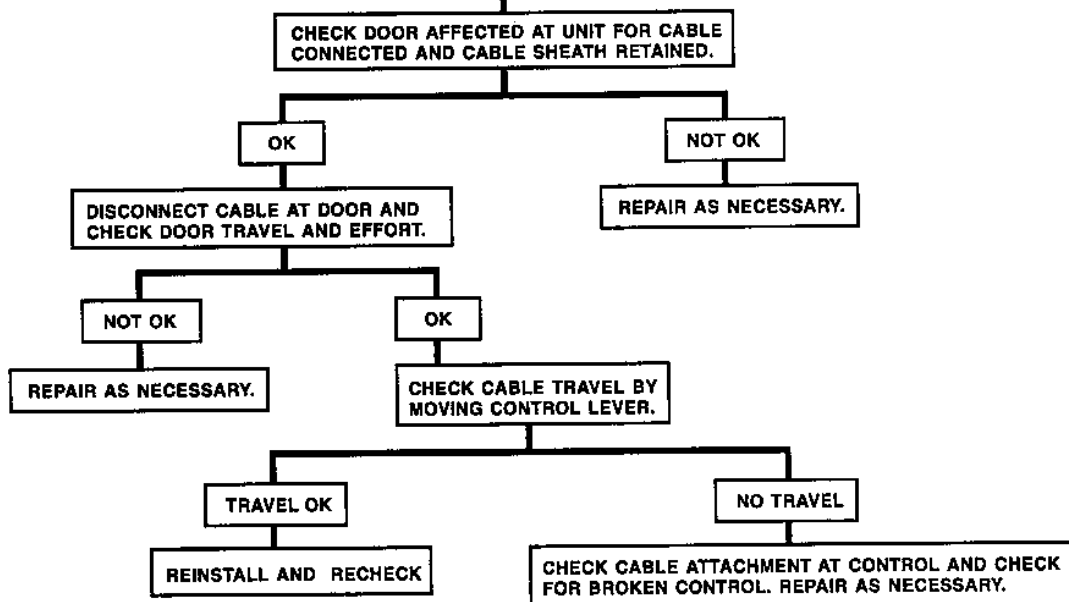 CHECK DOOR AFFECTED AT UNIT FOR CABLE
CONNECTED AND CABLE SHEATH RETAINED.
OK
NOT OK
DISCONNECT CABLE AT DOOR AND
CHECK DOOR TRAVEL AND EFFORT.
REPAIR AS NECESSARY.
NOT OK
OK
REPAIR AS NECESSARY.
CHECK CABLE TRAVEL BY
MOVING CONTROL LEVER.
TRAVEL OK
NO TRAVEL
REINSTALL AND RECHECK
CHECK CABLE ATTACHMENT AT CONTROL AND CHECK
FOR BROKEN CONTROL. REPAIR AS NECESSARY.